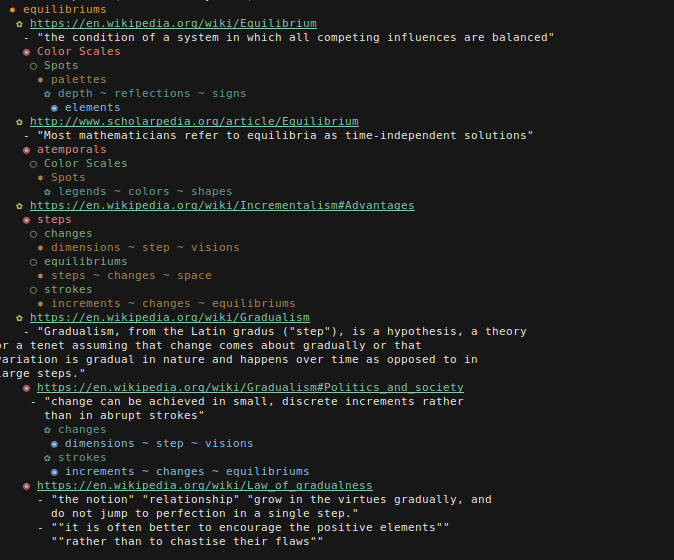 ✸ equilibriums
✿ https://en.wikipedia.org/wiki/Equilibrium
- "the condition of a system in which all competing influences are balanced"
◉ Color Scales
○ Spots
✸ palettes
✿ depth ~ reflections ~ signs
◉ elements
✿ http://www.scholarpedia.org/article/Equilibrium
- "Most mathematicians refer to equilibria as time-independent solutions"
◉ atemporals
○ Color Scales
✸ Spots
✿ legends ~ colors ~ shapes
✿ https://en.wikipedia.org/wiki/Incrementalism#Advantages
◉ steps
○ changes
✸ dimensions ~ step ~ visions
○ equilibriums
✸ steps ~ changes ~ space
○ strokes
✸ increments ~ changes ~ equilibriums
✿ https://en.wikipedia.org/wiki/Gradualism
- "Gradualism, from the Latin gradus ("step"), is a hypothesis, a theory
or a tenet assuming that change comes about gradually or that
variation is gradual in nature and happens over time as opposed to in
large steps."
◉ https://en.wikipedia.org/wiki/Gradualism#Politics_and_society
- "change can be achieved in small, discrete increments rather
than in abrupt strokes"
✿ changes
◉ dimensions ~ step ~ visions
✿ strokes
◉ increments ~ changes ~ equilibriums
◉ https://en.wikipedia.org/wiki/Law_of_gradualness
- "the notion" "relationship" "grow in the virtues gradually, and
do not jump to perfection in a single step."
- ""it is often better to encourage the positive elements""
""rather than to chastise their flaws""